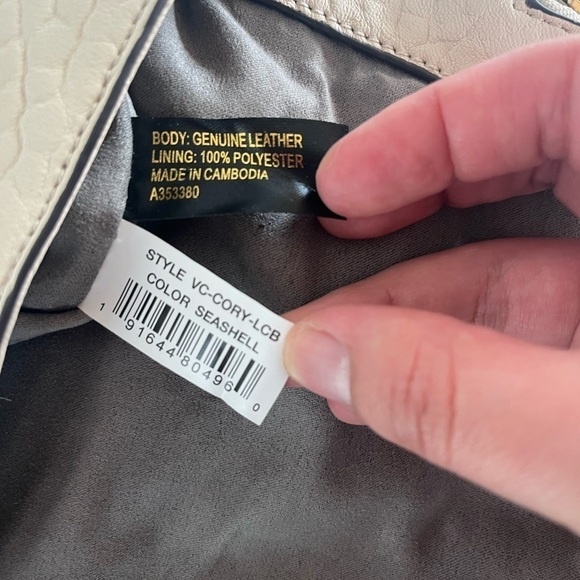 BODY: GENUINE LEATHER
LINING: 100% POLYESTER
MADE IN CAMBODIA
A353380
STYLE VC-CORY-LCB
COLOR SEASHELL
1 91644 80496 0